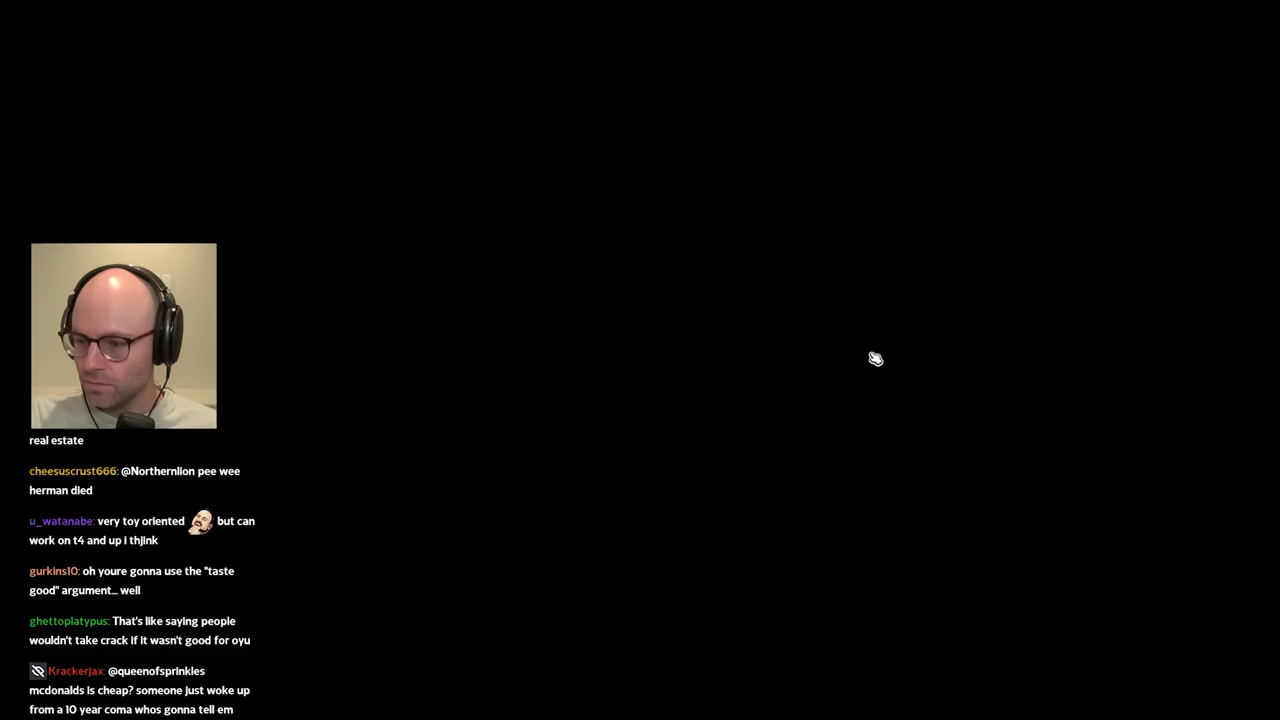 real estate
cheesuscrust666: @Northernlion pee wee
herman died
u_watanabe: very toy oriented but can
work on t4 and up i thjink
gurkins10: oh youre gonna use the "taste
good" argument... well
ghettoplatypus: That's like saying people
wouldn't take crack if it wasn't good for oyu
Krackerjax: @queenofsprinkles
mcdonalds is cheap? someone just woke up
from a 10 year coma whos gonna tell em